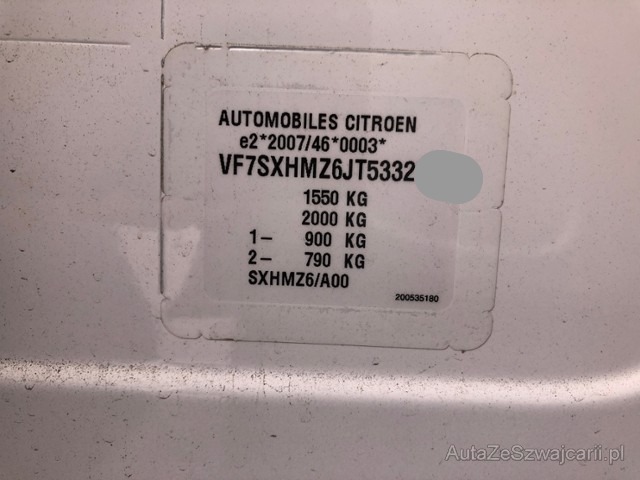 AUTOMOBILES CITROEN
e2*2007/46*0003*
VF7SXHMZ6JT5332
1550 KG
2000 KG
1- 900 KG
2- 790 KG
SXHMZ6/A00
200535180
AutaZeSzwajcarii.pl